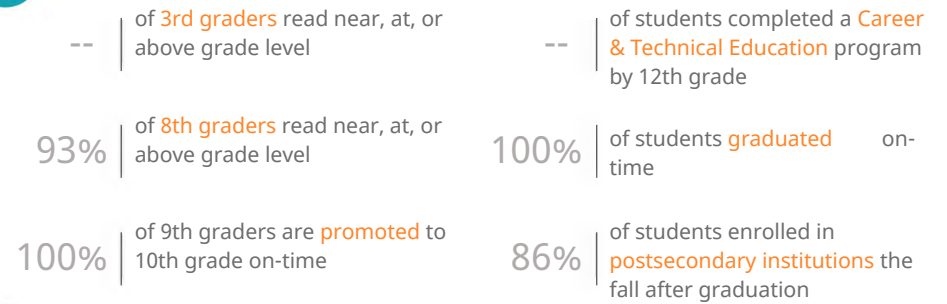 --
of 3rd graders read near, at, or
above grade level
93%
of 8th graders read near, at, or
above grade level
100%
of 9th graders are promoted to
10th grade on-time
--
of students completed a Career
& Technical Education program
by 12th grade
100%
of students graduated on-
time
86%
of students enrolled in
postsecondary institutions the
fall after graduation